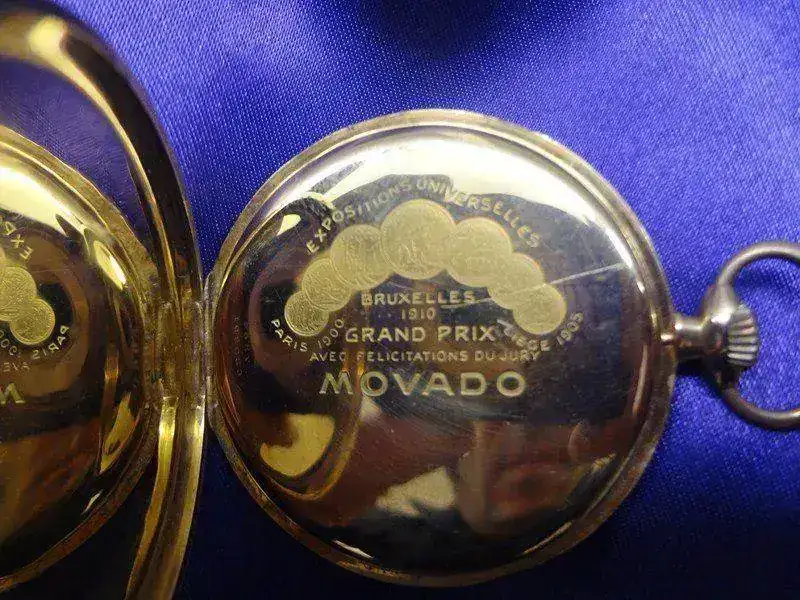 EXPOSITIONS UNIVERSELLES
PARIS 1900
LIEGE 1905
BRUXELLES
1910
GRAND PRIX
AVEC FELICITATIONS DU JURY
MOVADO